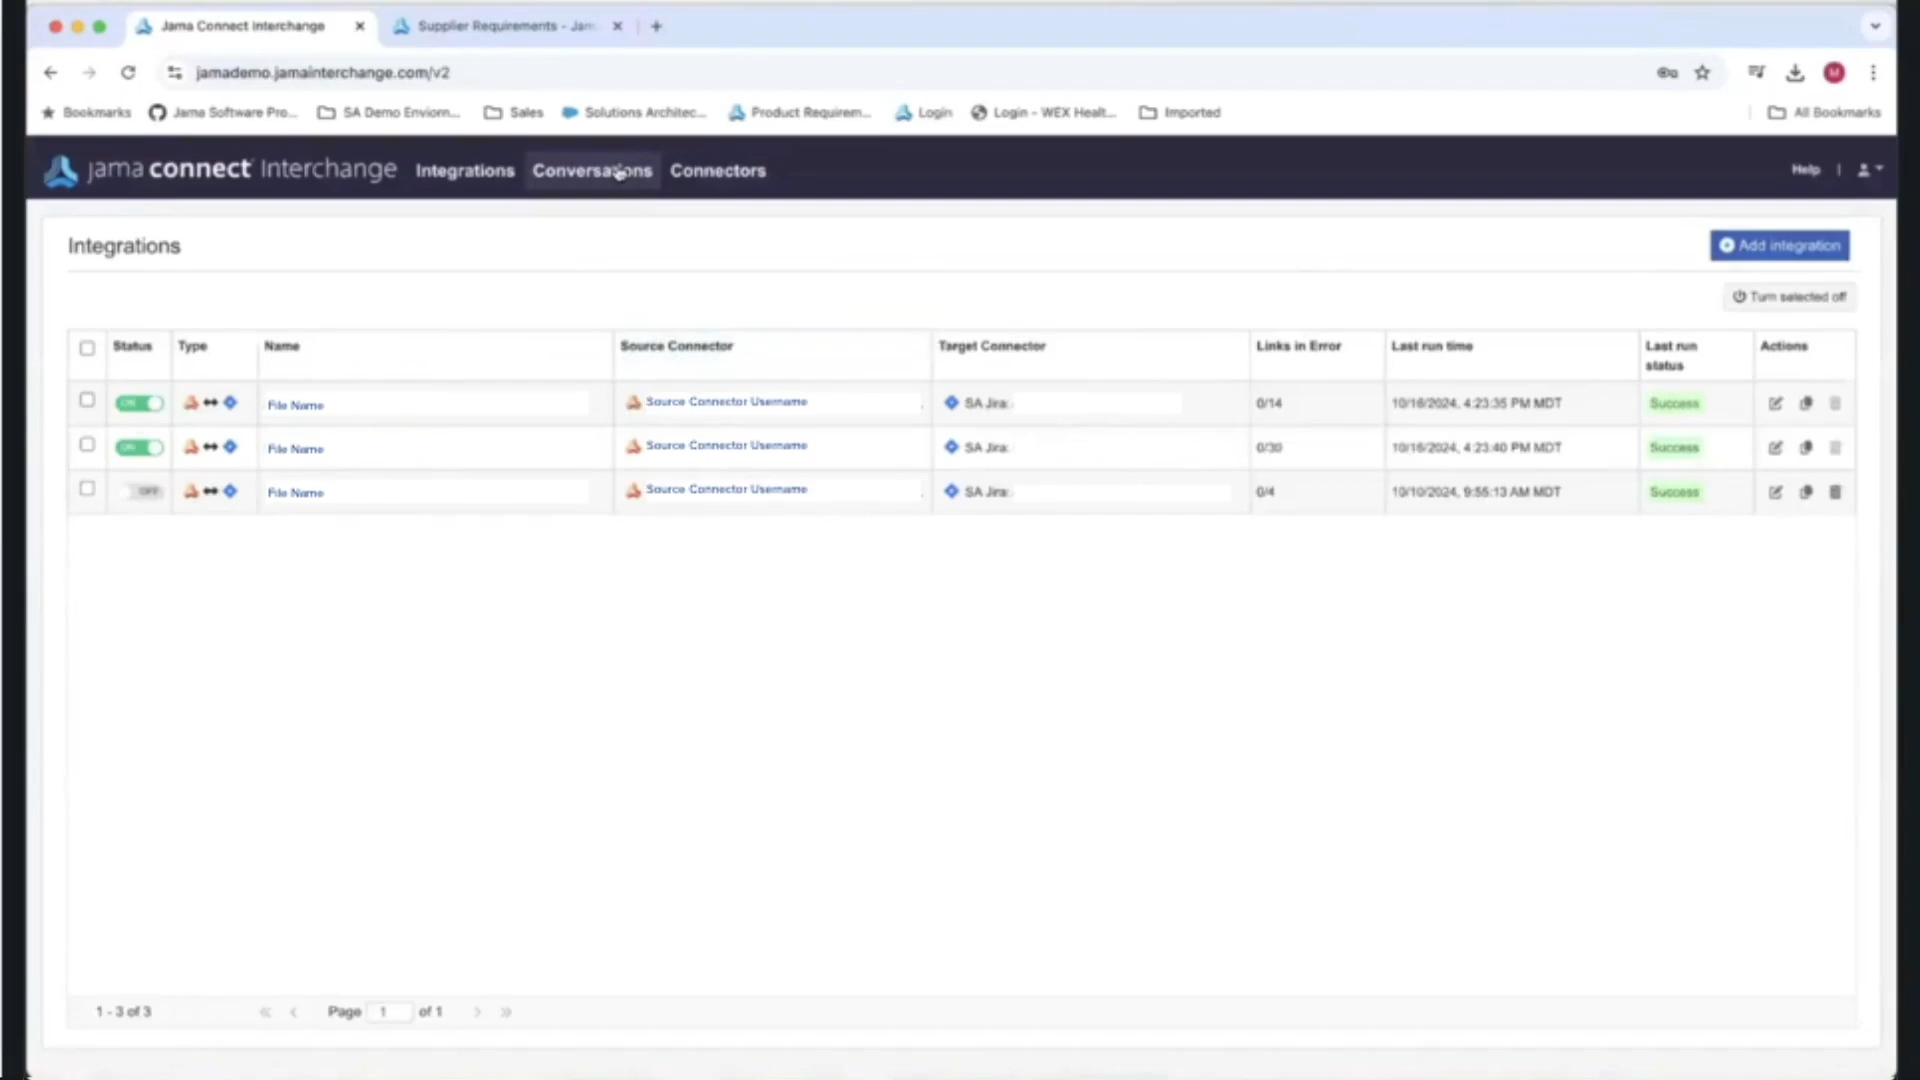 Jama Connect Interchange
Supplier Requirements - Jam
jamademo.jamainterchange.com/v2
Bookmarks Jama Software Pro... SA Demo Enviorn... Sales Solutions Architec... Product Requirem... Login Login - WEX Healt... Imported All Bookmarks
jama connect Interchange Integrations Conversations Connectors Help
Integrations
Add integration
Turn selected off
Status Type Name Source Connector Target Connector Links in Error Last run time Last run status Actions
ON File Name Source Connector Username SA Jira: 0/14 10/16/2024, 4:23:35 PM MDT Success
ON File Name Source Connector Username SA Jira: 0/30 10/16/2024, 4:23:40 PM MDT Success
OFF File Name Source Connector Username SA Jira: 0/4 10/10/2024, 9:55:13 AM MDT Success
1 - 3 of 3 Page 1 of 1